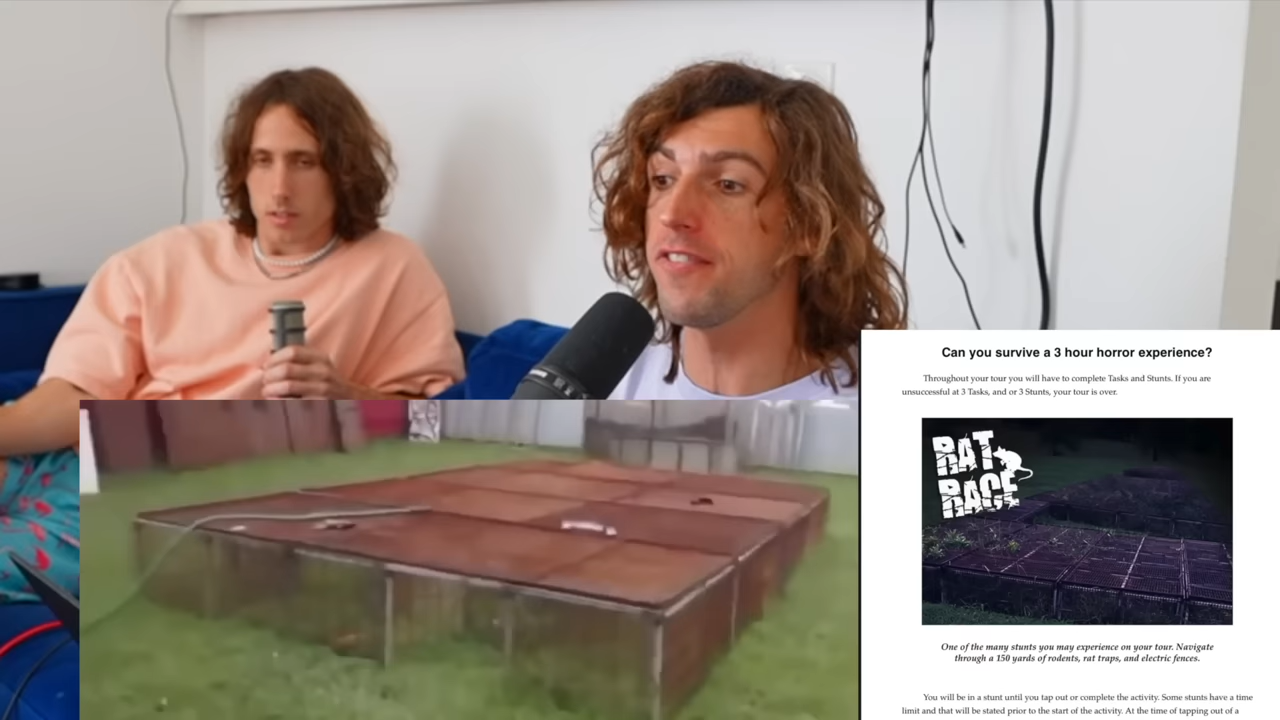 Can you survive a 3 hour horror experience?
Throughout your tour you will have to complete Tasks and Stunts. If you are
unsuccessful at 3 Tasks, and or 3 Stunts, your tour is over.
RAT
RACE
One of the many stunts you may experience on your tour. Navigate
through a 150 yards of rodents, rat traps, and electric fences.
You will be in a stunt until you tap out or complete the activity. Some stunts have a time
limit and that will be stated prior to the start of the activity. At the time of tapping out of a